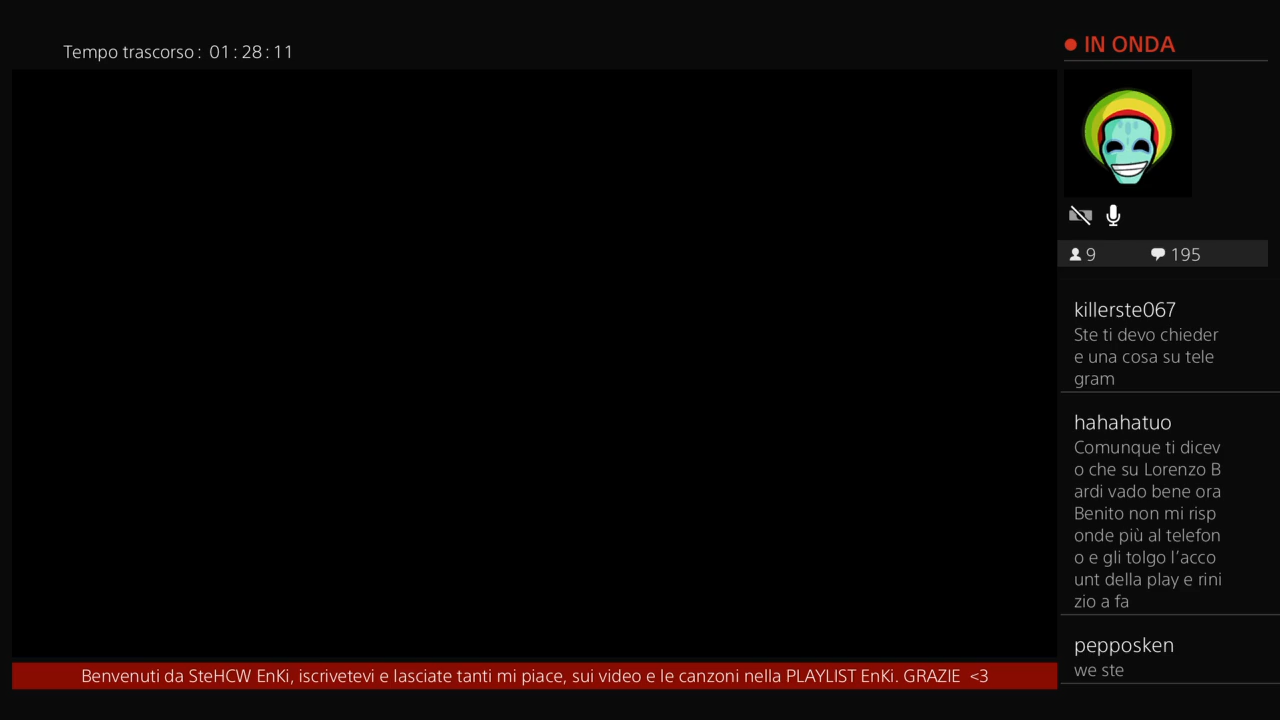 Tempo trascorso: 01:28:11
IN ONDA
9 195
killerste067
Ste ti devo chieder
e una cosa su tele
gram
hahahatuo
Comunque ti dicev
o che su Lorenzo B
ardi vado bene ora
Benito non mi risp
onde più al telefon
o e gli tolgo l'acco
unt della play e rini
zio a fa
pepposken
we ste
Benvenuti da SteHCW EnKi, iscrivetevi e lasciate tanti mi piace, sui video e le canzoni nella PLAYLIST EnKi. GRAZIE <3